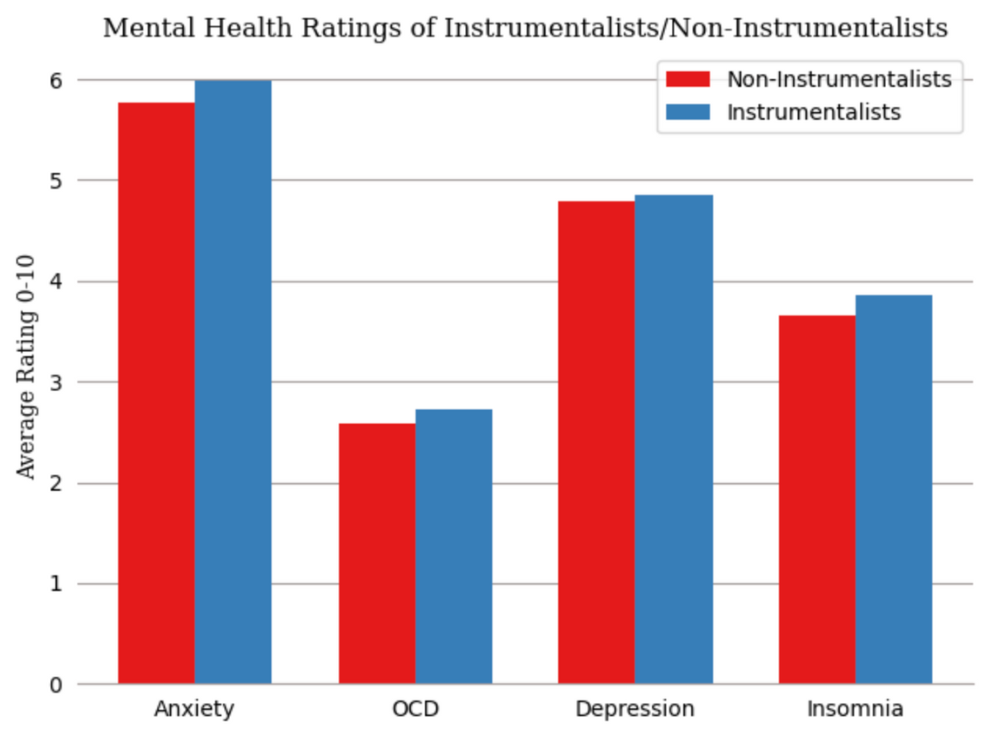 Mental Health Ratings of Instrumentalists/Non-Instrumentalists
Non-Instrumentalists
Instrumentalists
Average Rating 0-10
6
5
4
3
2
1
0
Anxiety OCD Depression Insomnia